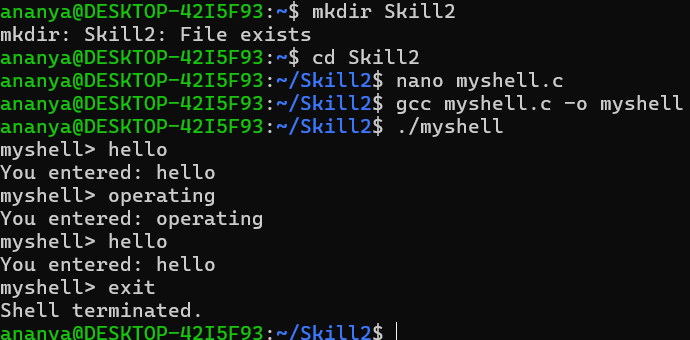 ananya@DESKTOP-42I5F93:~$ mkdir Skill2
mkdir: Skill2: File exists
ananya@DESKTOP-42I5F93:~$ cd Skill2
ananya@DESKTOP-42I5F93:~/Skill2$ nano myshell.c
ananya@DESKTOP-42I5F93:~/Skill2$ gcc myshell.c -o myshell
ananya@DESKTOP-42I5F93:~/Skill2$ ./myshell
myshell> hello
You entered: hello
myshell> operating
You entered: operating
myshell> hello
You entered: hello
myshell> exit
Shell terminated.
ananya@DESKTOP-42I5F93:~/Skill2$